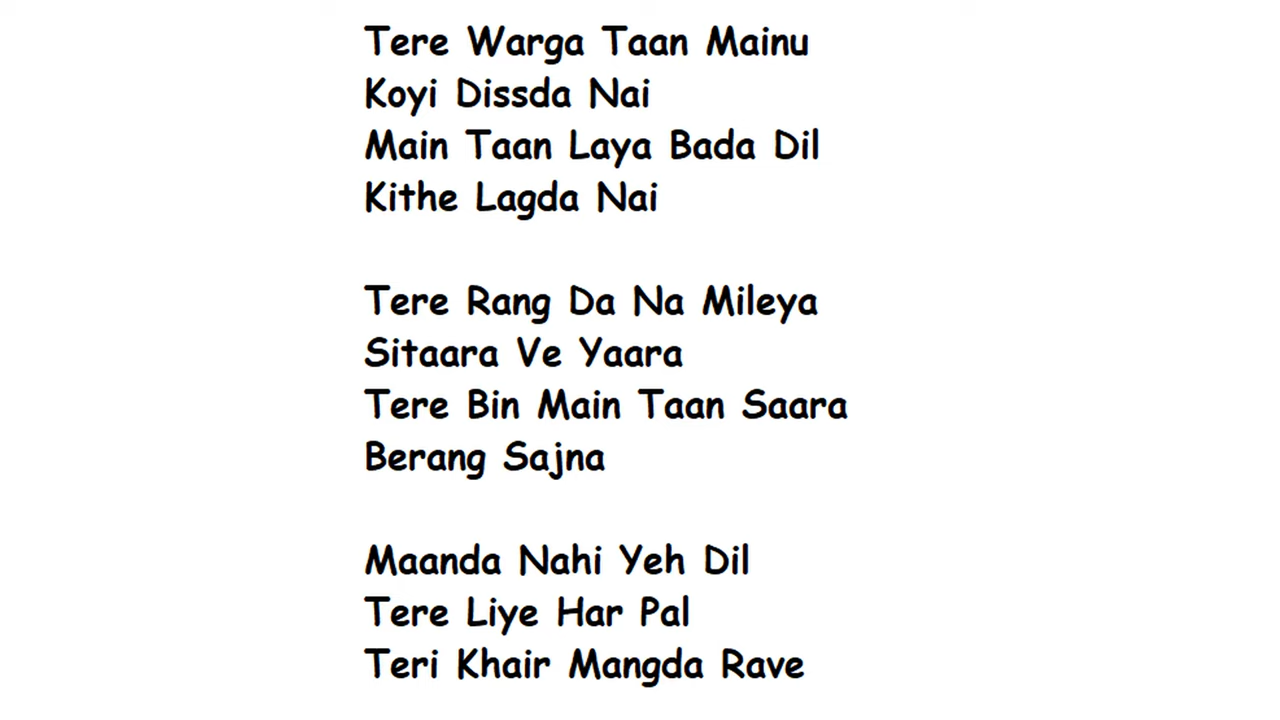 Tere Warga Taan Mainu
Koyi Dissda Nai
Main Taan Laya Bada Dil
Kithe Lagda Nai
Tere Rang Da Na Mileya
Sitaara Ve Yaara
Tere Bin Main Taan Saara
Berang Sajna
Maanda Nahi Yeh Dil
Tere Liye Har Pal
Teri Khair Mangda Rave